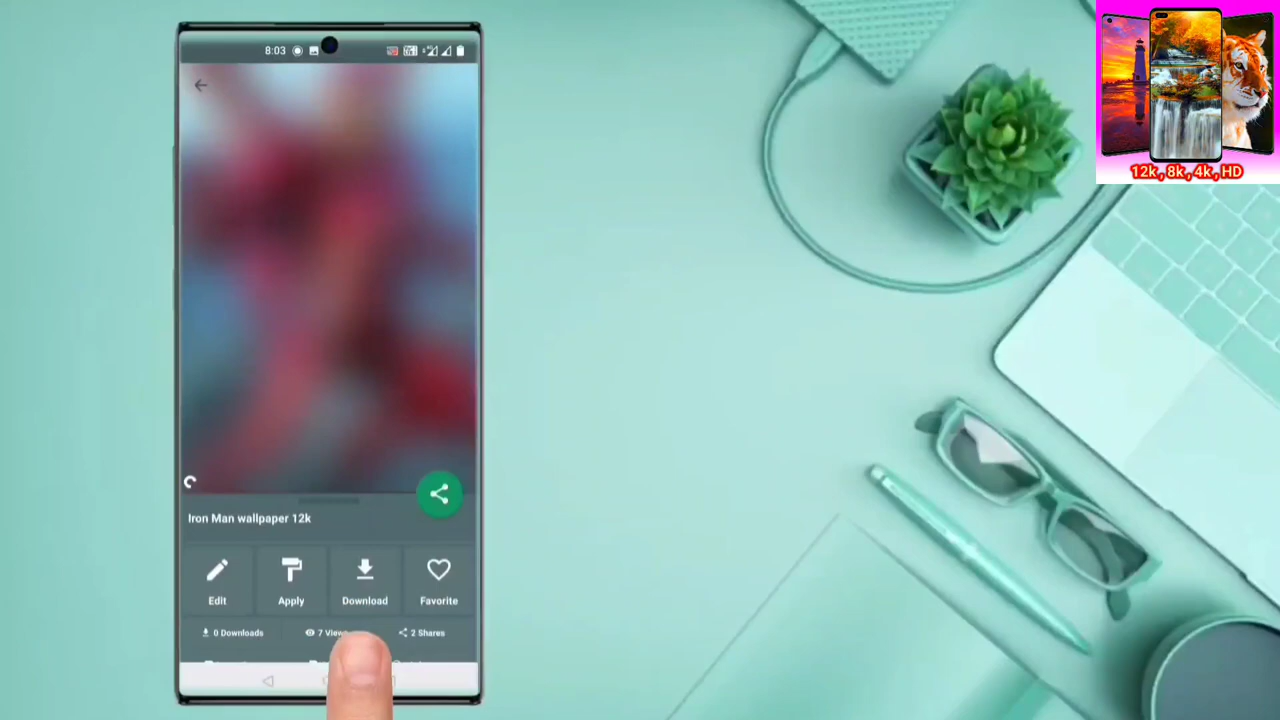 8:03
12k, 8k, 4k, HD
Iron Man wallpaper 12k
Edit
Apply
Download
Favorite
0 Downloads
7 Views
2 Shares